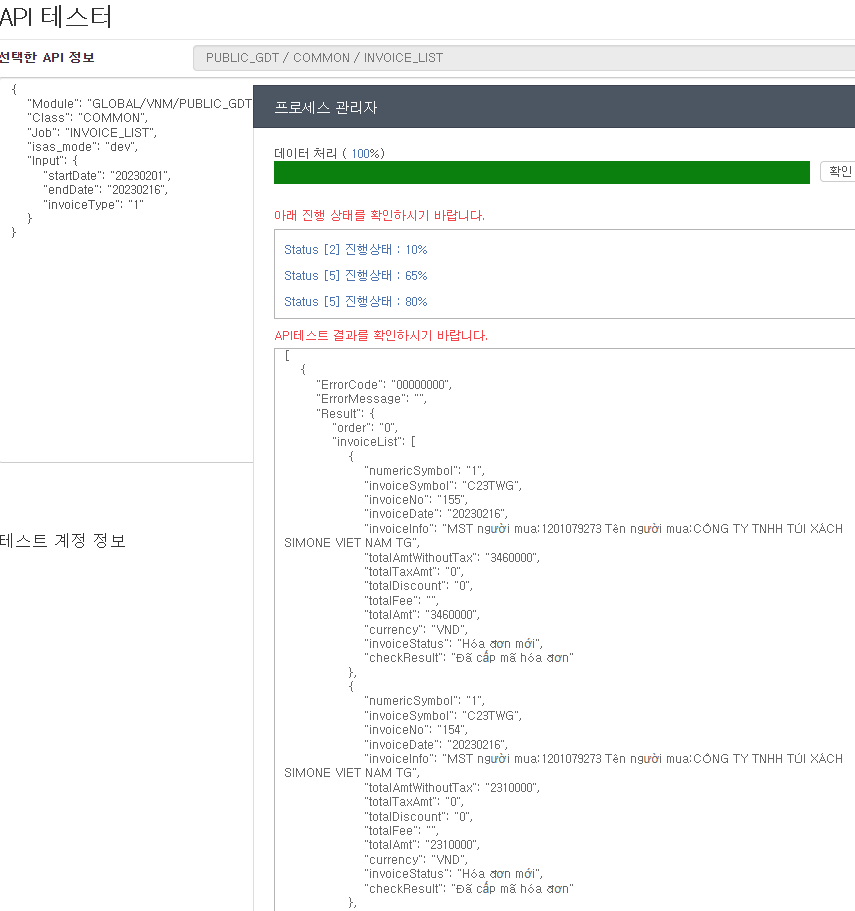 API 테스터
선택한 API 정보
PUBLIC_GDT / COMMON / INVOICE_LIST
{
"Module": "GLOBAL/VNM/PUBLIC_GDT
"Class": "COMMON",
"Job": "INVOICE_LIST",
"isas_mode": "dev",
"Input": {
"startDate": "20230201",
"endDate": "20230216",
"invoiceType": "1"
}
}
테스트 계정 정보
프로세스 관리자
데이터 처리 ( 100%)
확인
아래 진행 상태를 확인하시기 바랍니다.
Status [2] 진행상태 : 10%
Status [5] 진행상태 : 65%
Status [5] 진행상태 : 80%
API테스트 결과를 확인하시기 바랍니다.
[
{
"ErrorCode": "00000000",
"ErrorMessage": "",
"Result": {
"order": "0",
"invoiceList": [
{
"numericSymbol": "1",
"invoiceSymbol": "C23TWG",
"invoiceNo": "155",
"invoiceDate": "20230216",
"invoiceInfo": "MST người mua:1201079273 Tên người mua:CÔNG TY TNHH TÚI XÁCH
SIMONE VIET NAM TG",
"totalAmtWithoutTax": "3460000",
"totalTaxAmt": "0",
"totalDiscount": "0",
"totalFee": "",
"totalAmt": "3460000",
"currency": "VND",
"invoiceStatus": "Hóa đơn mới",
"checkResult": "Đã cấp mã hóa đơn"
},
{
"numericSymbol": "1",
"invoiceSymbol": "C23TWG",
"invoiceNo": "154",
"invoiceDate": "20230216",
"invoiceInfo": "MST người mua:1201079273 Tên người mua:CÔNG TY TNHH TÚI XÁCH
SIMONE VIET NAM TG",
"totalAmtWithoutTax": "2310000",
"totalTaxAmt": "0",
"totalDiscount": "0",
"totalFee": "",
"totalAmt": "2310000",
"currency": "VND",
"invoiceStatus": "Hóa đơn mới",
"checkResult": "Đã cấp mã hóa đơn"
},